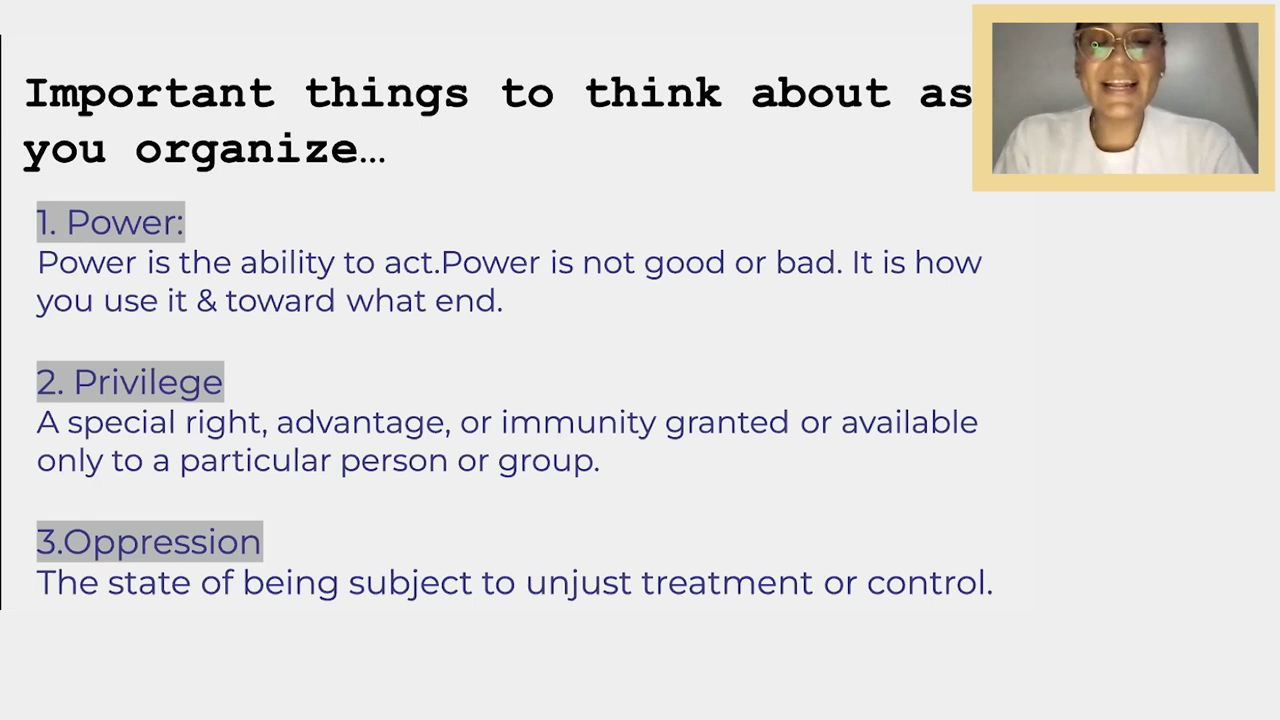 Important things to think about as
you organize…
1. Power:
Power is the ability to act.Power is not good or bad. It is how
you use it & toward what end.
2. Privilege
A special right, advantage, or immunity granted or available
only to a particular person or group.
3.Oppression
The state of being subject to unjust treatment or control.